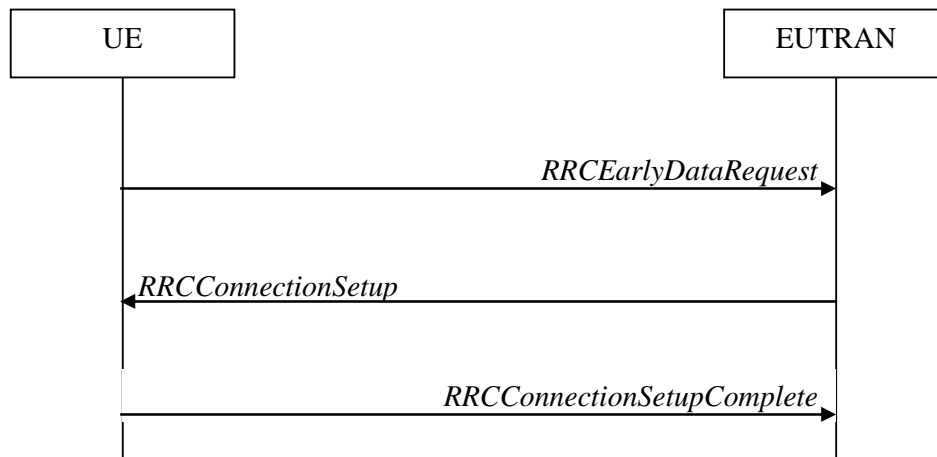 UE
EUTRAN
RRCEarlyDataRequest
RRCConnectionSetup
RRCConnectionSetupComplete